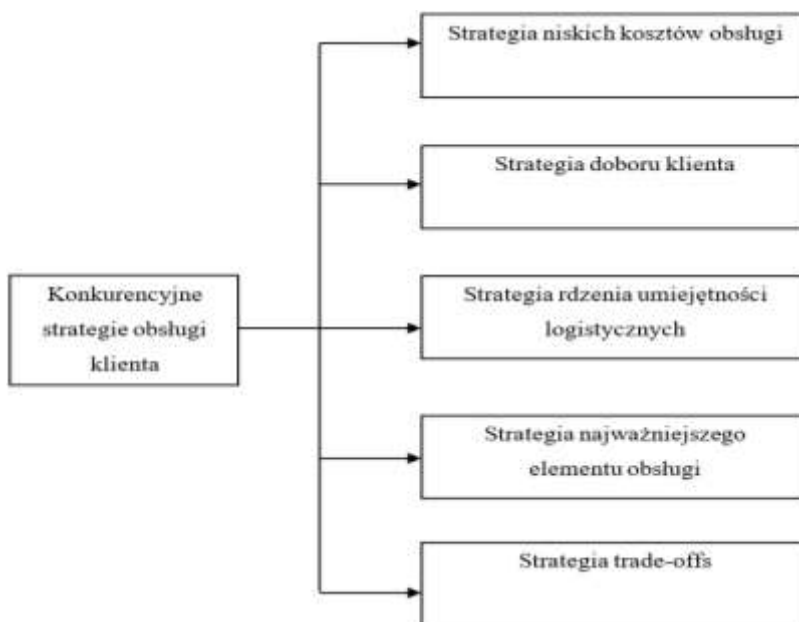 Strategia niskich kosztów obsługi
Strategia doboru klienta
Konkurencyjne
strategie obsługi
klienta
Strategia rdzenia umiejętności
logistycznych
Strategia najważniejszego
elementu obsługi
Strategia trade-offs